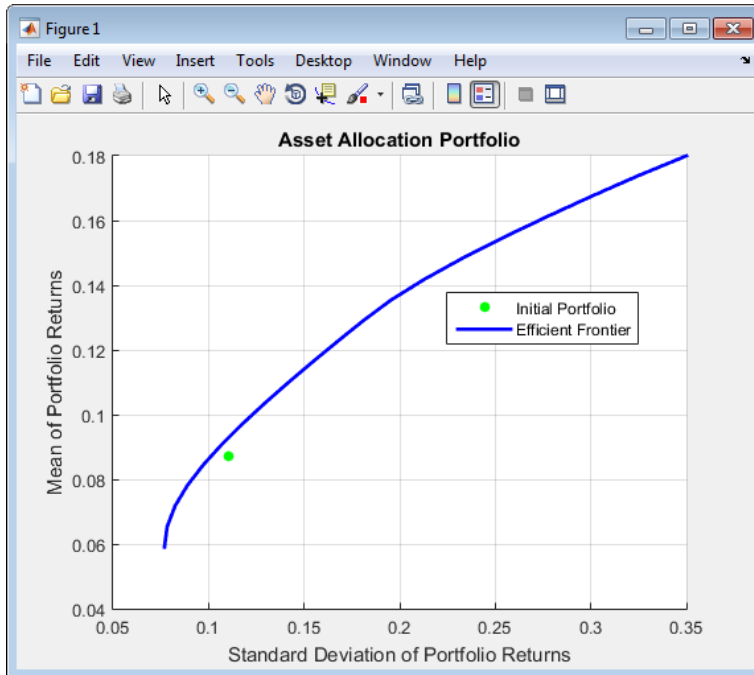 Figure 1
File Edit View Insert Tools Desktop Window Help
Asset Allocation Portfolio
0.18
0.16
0.14
0.12
0.1
0.08
0.06
0.04
Mean of Portfolio Returns
Initial Portfolio
Efficient Frontier
0.05 0.1 0.15 0.2 0.25 0.3 0.35
Standard Deviation of Portfolio Returns